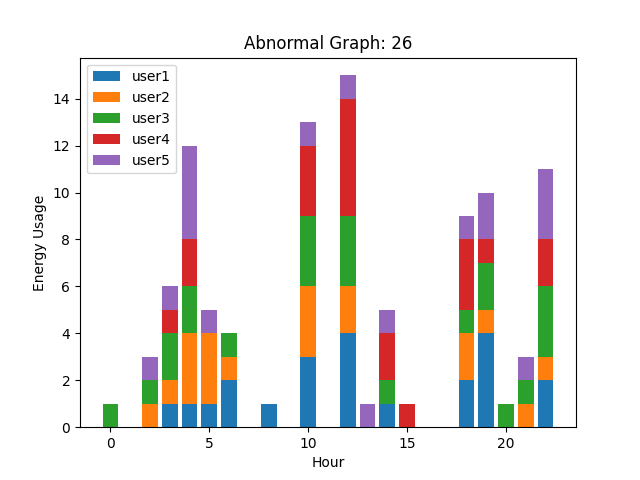 Abnormal Graph: 26
user1
user2
user3
user4
user5
Energy Usage
14
12
10
8
6
4
2
0
0 5 10 15 20
Hour